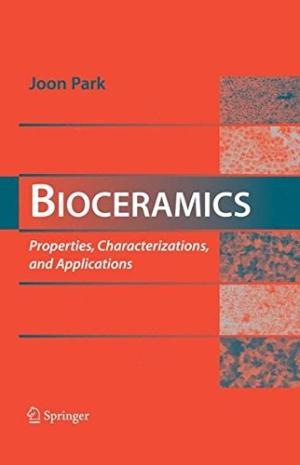 Joon Park
BIOCERAMICS
Properties, Characterizations,
and Applications
Springer